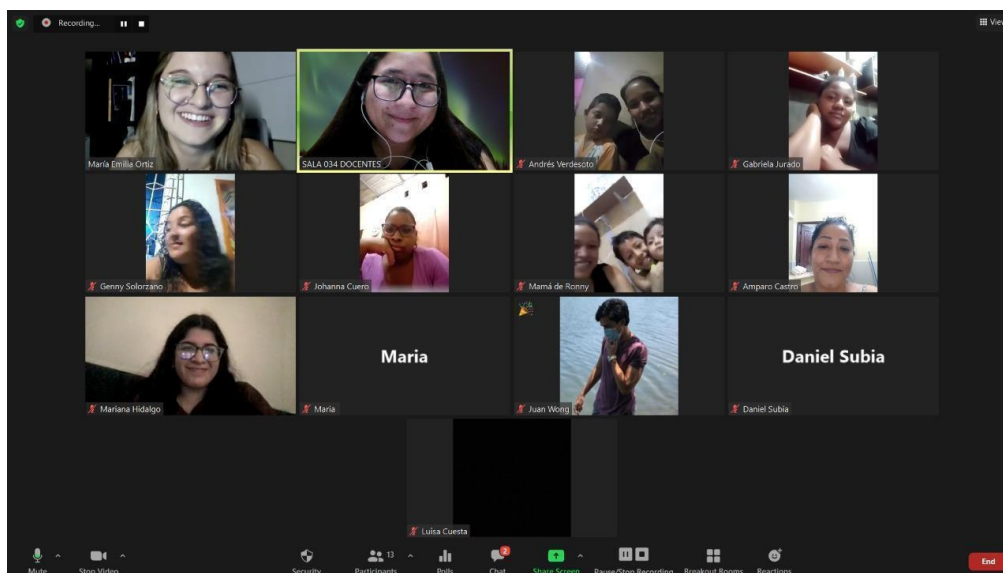 Recording...
View
María Emilia Ortiz
SALA 034 DOCENTES
Andrés Verdesoto
Gabriela Jurado
Genny Solorzano
Johanna Cuero
Mamá de Ronny
Amparo Castro
Mariana Hidalgo
Maria
Maria
Juan Wong
Daniel Subia
Daniel Subia
Luisa Cuesta
Mute
Stop Video
Security
Participants
13
Polls
Chat
2
Share Screen
Pause/Stop Recording
Breakout Rooms
Reactions
End